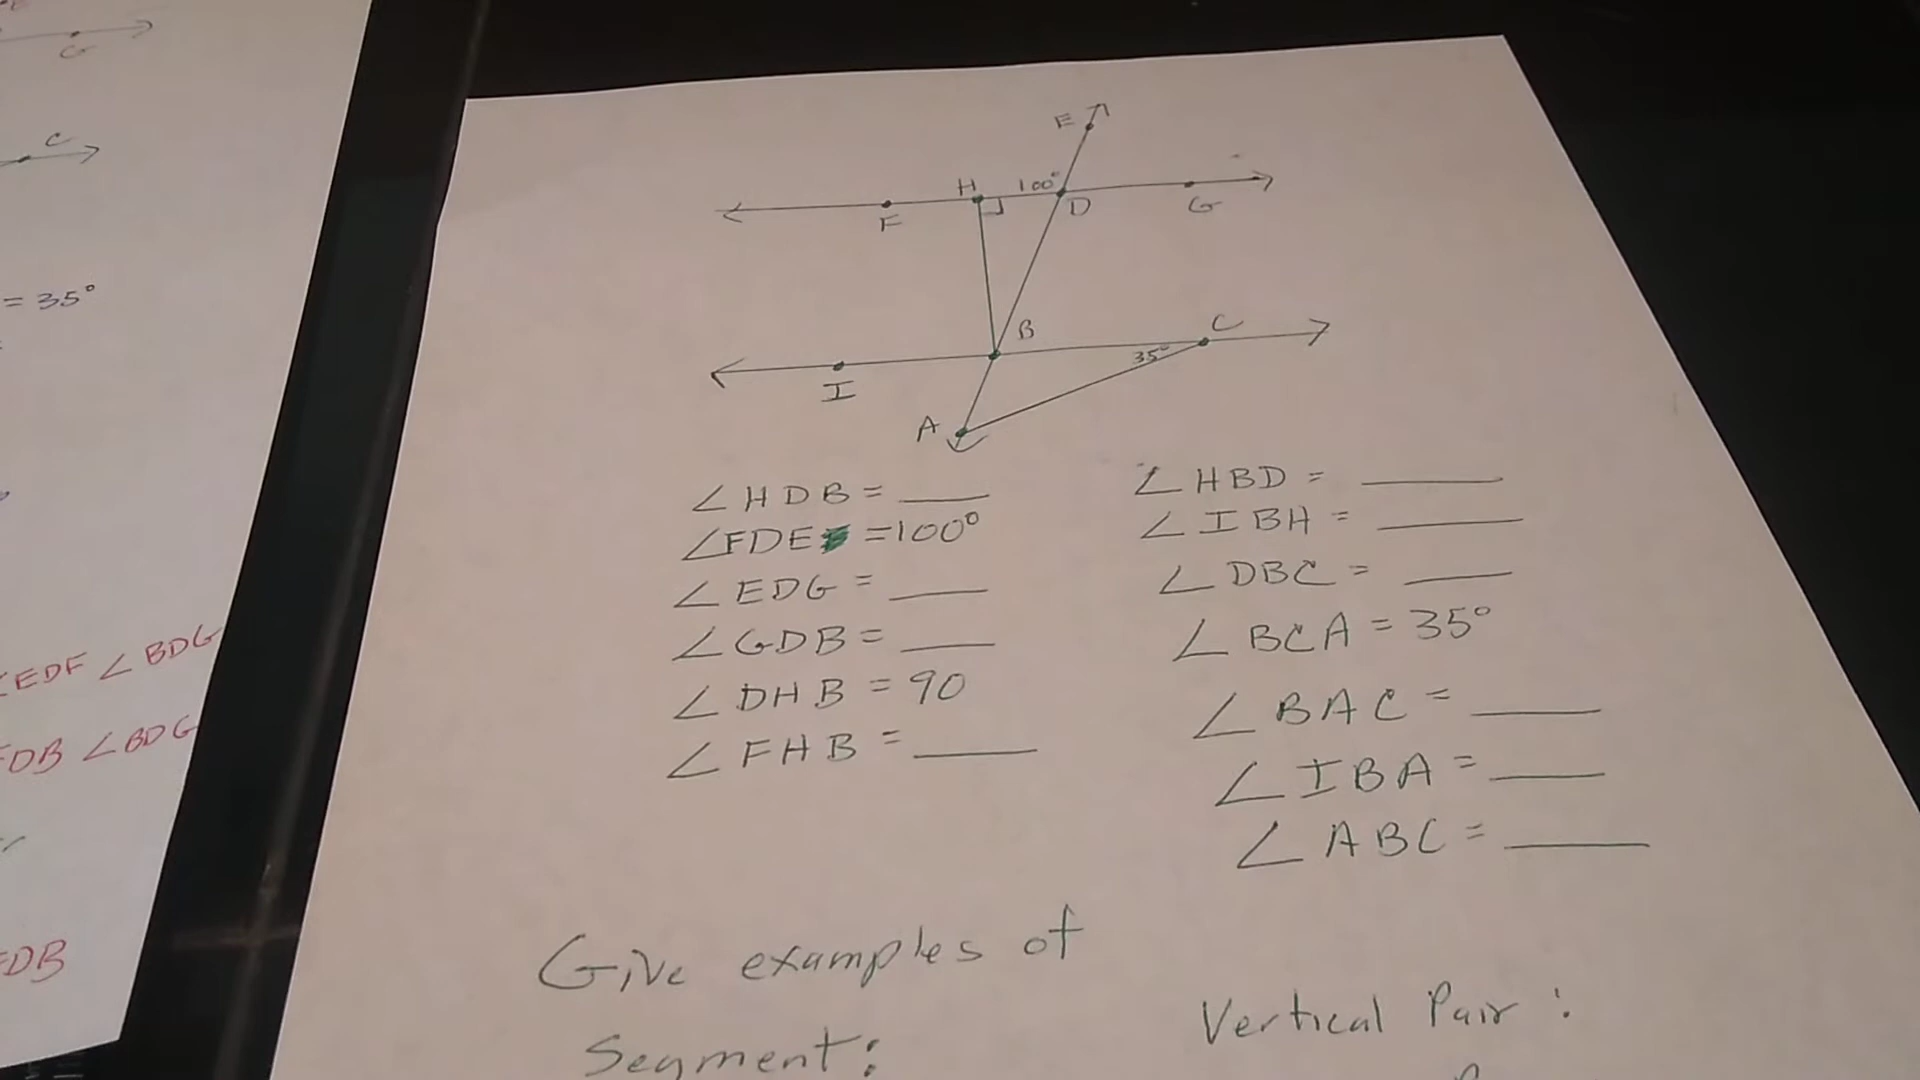 G
C
= 35°
∠EDF ∠BDG
DB ∠BDG
EDB
E
H 100°
D
F
G
B
C
35°
I
A
∠HDB = ____
∠FDE = 100°
∠EDG = ____
∠GDB = ____
∠DHB = 90
∠FHB = ____
∠HBD = ____
∠IBH = ____
∠DBC = ____
∠BCA = 35°
∠BAC = ____
∠IBA = ____
∠ABC = ____
Give examples of
Segment:
Vertical Pair: